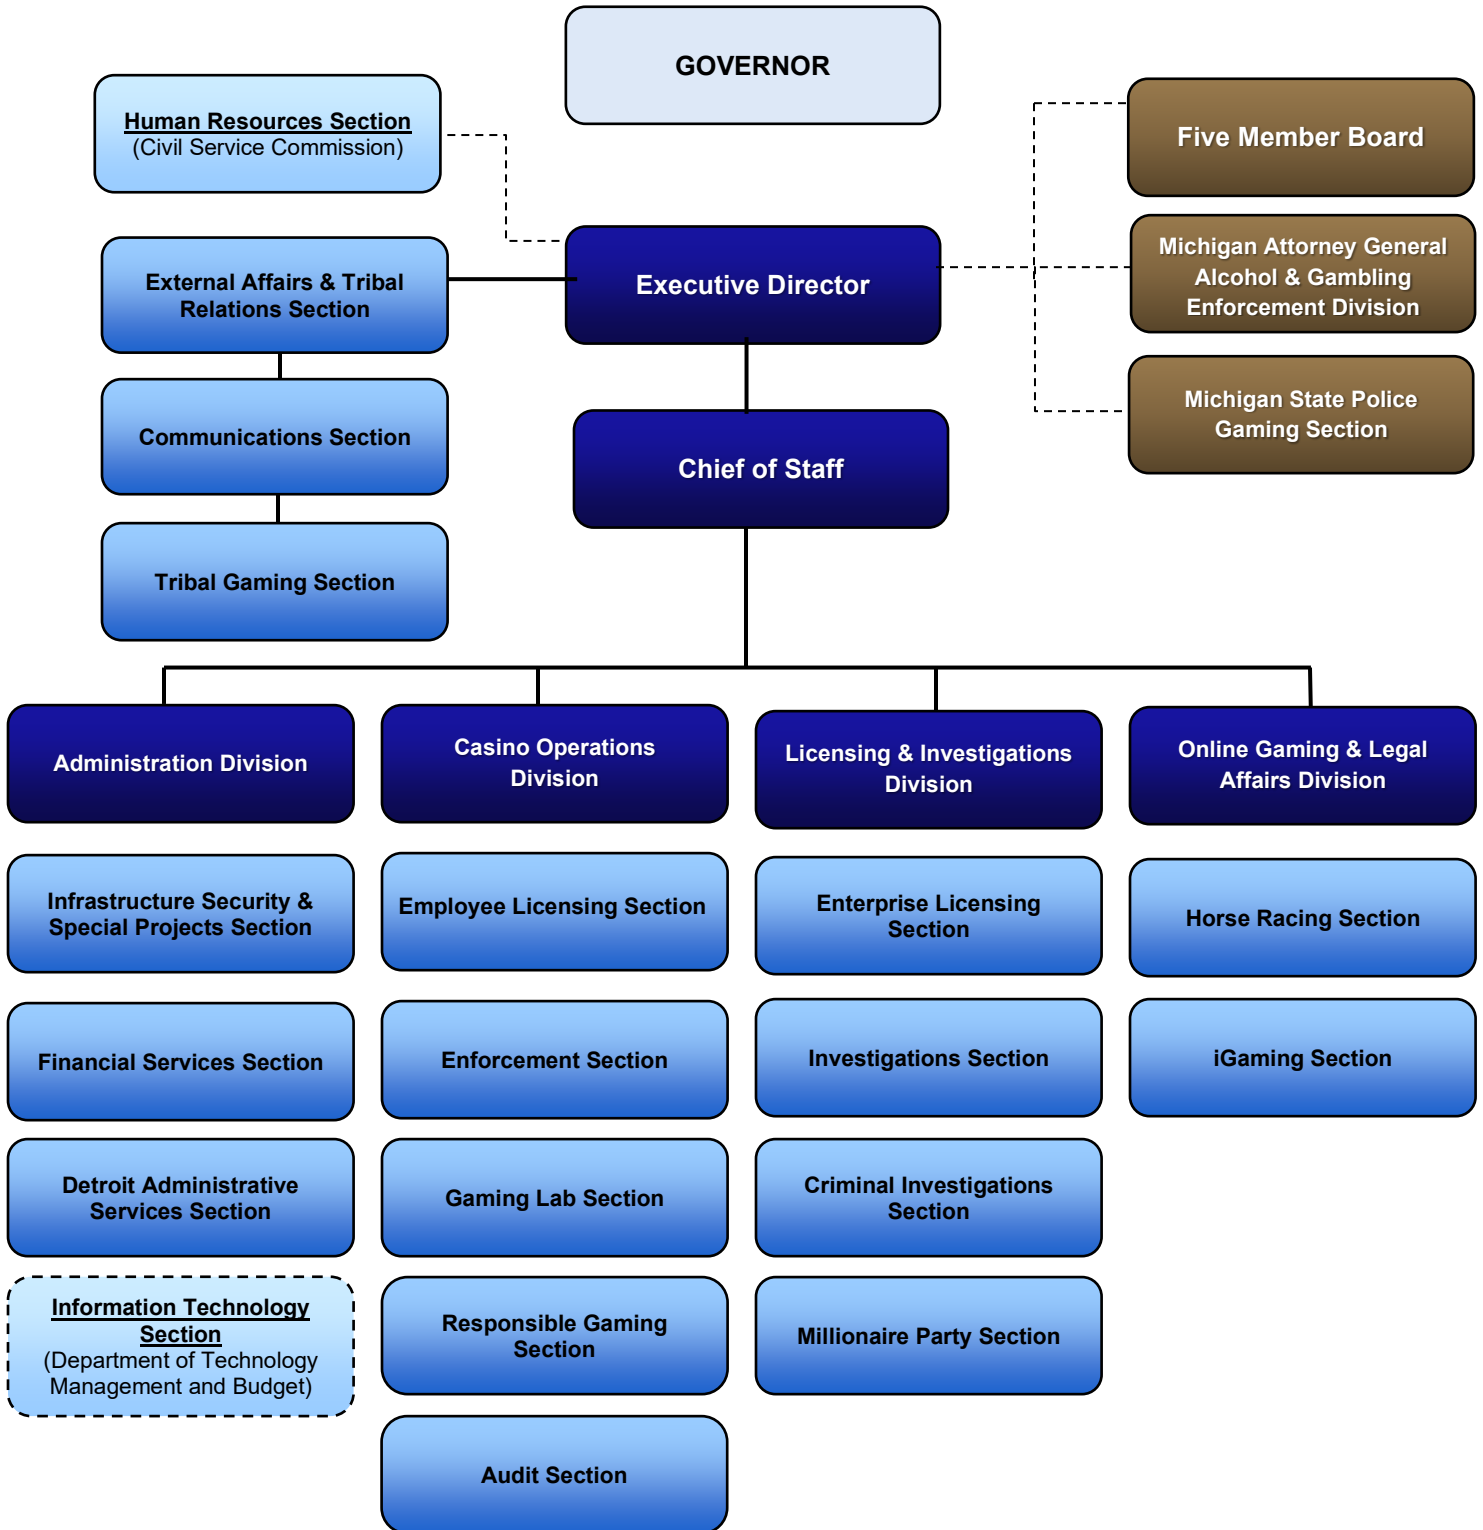 GOVERNOR
Human Resources Section
(Civil Service Commission)
Five Member Board
External Affairs & Tribal
Relations Section
Executive Director
Michigan Attorney General
Alcohol & Gambling
Enforcement Division
Communications Section
Chief of Staff
Michigan State Police
Gaming Section
Tribal Gaming Section
Administration Division
Casino Operations
Division
Licensing & Investigations
Division
Online Gaming & Legal
Affairs Division
Infrastructure Security &
Special Projects Section
Employee Licensing Section
Enterprise Licensing
Section
Horse Racing Section
Financial Services Section
Enforcement Section
Investigations Section
iGaming Section
Detroit Administrative
Services Section
Gaming Lab Section
Criminal Investigations
Section
Information Technology
Section
(Department of Technology
Management and Budget)
Responsible Gaming
Section
Millionaire Party Section
Audit Section